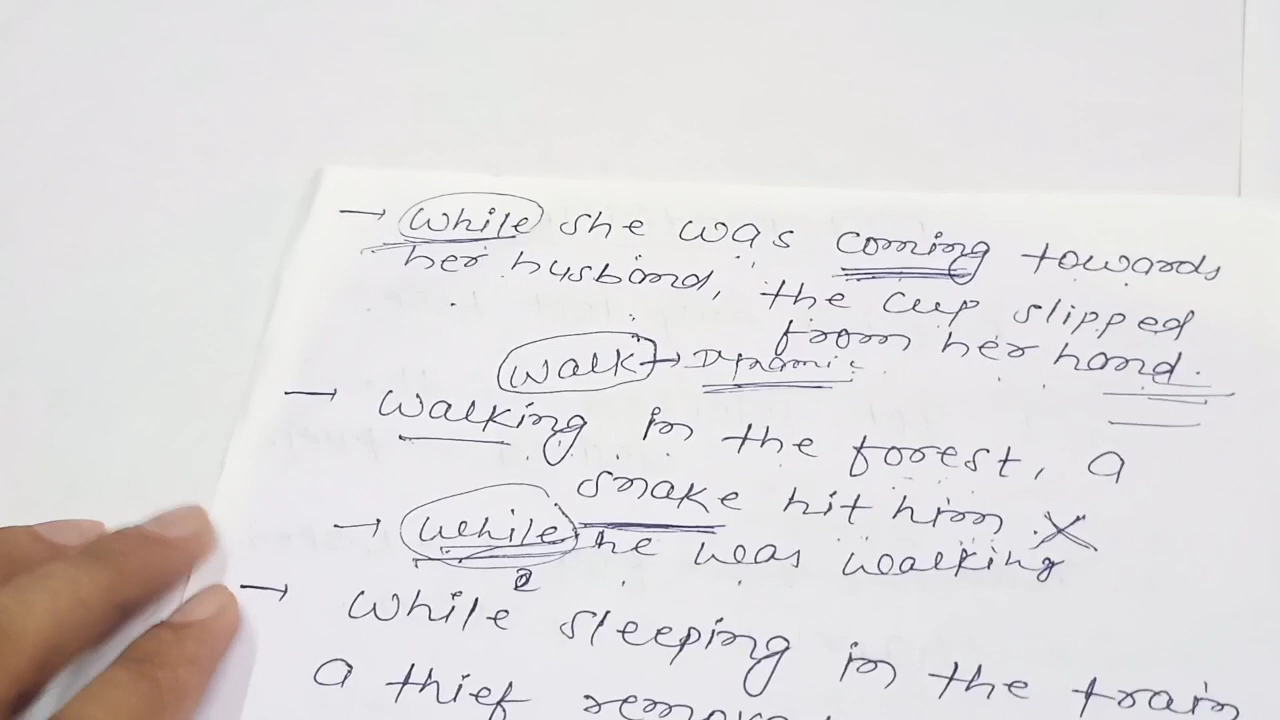 → While she was coming towards
her husband, the cup slipped
from her hand.
walk → Dynamic
→ Walking in the forest, a
snake hit him. ✗
→ while he was walking
→ While sleeping in the train
a thief